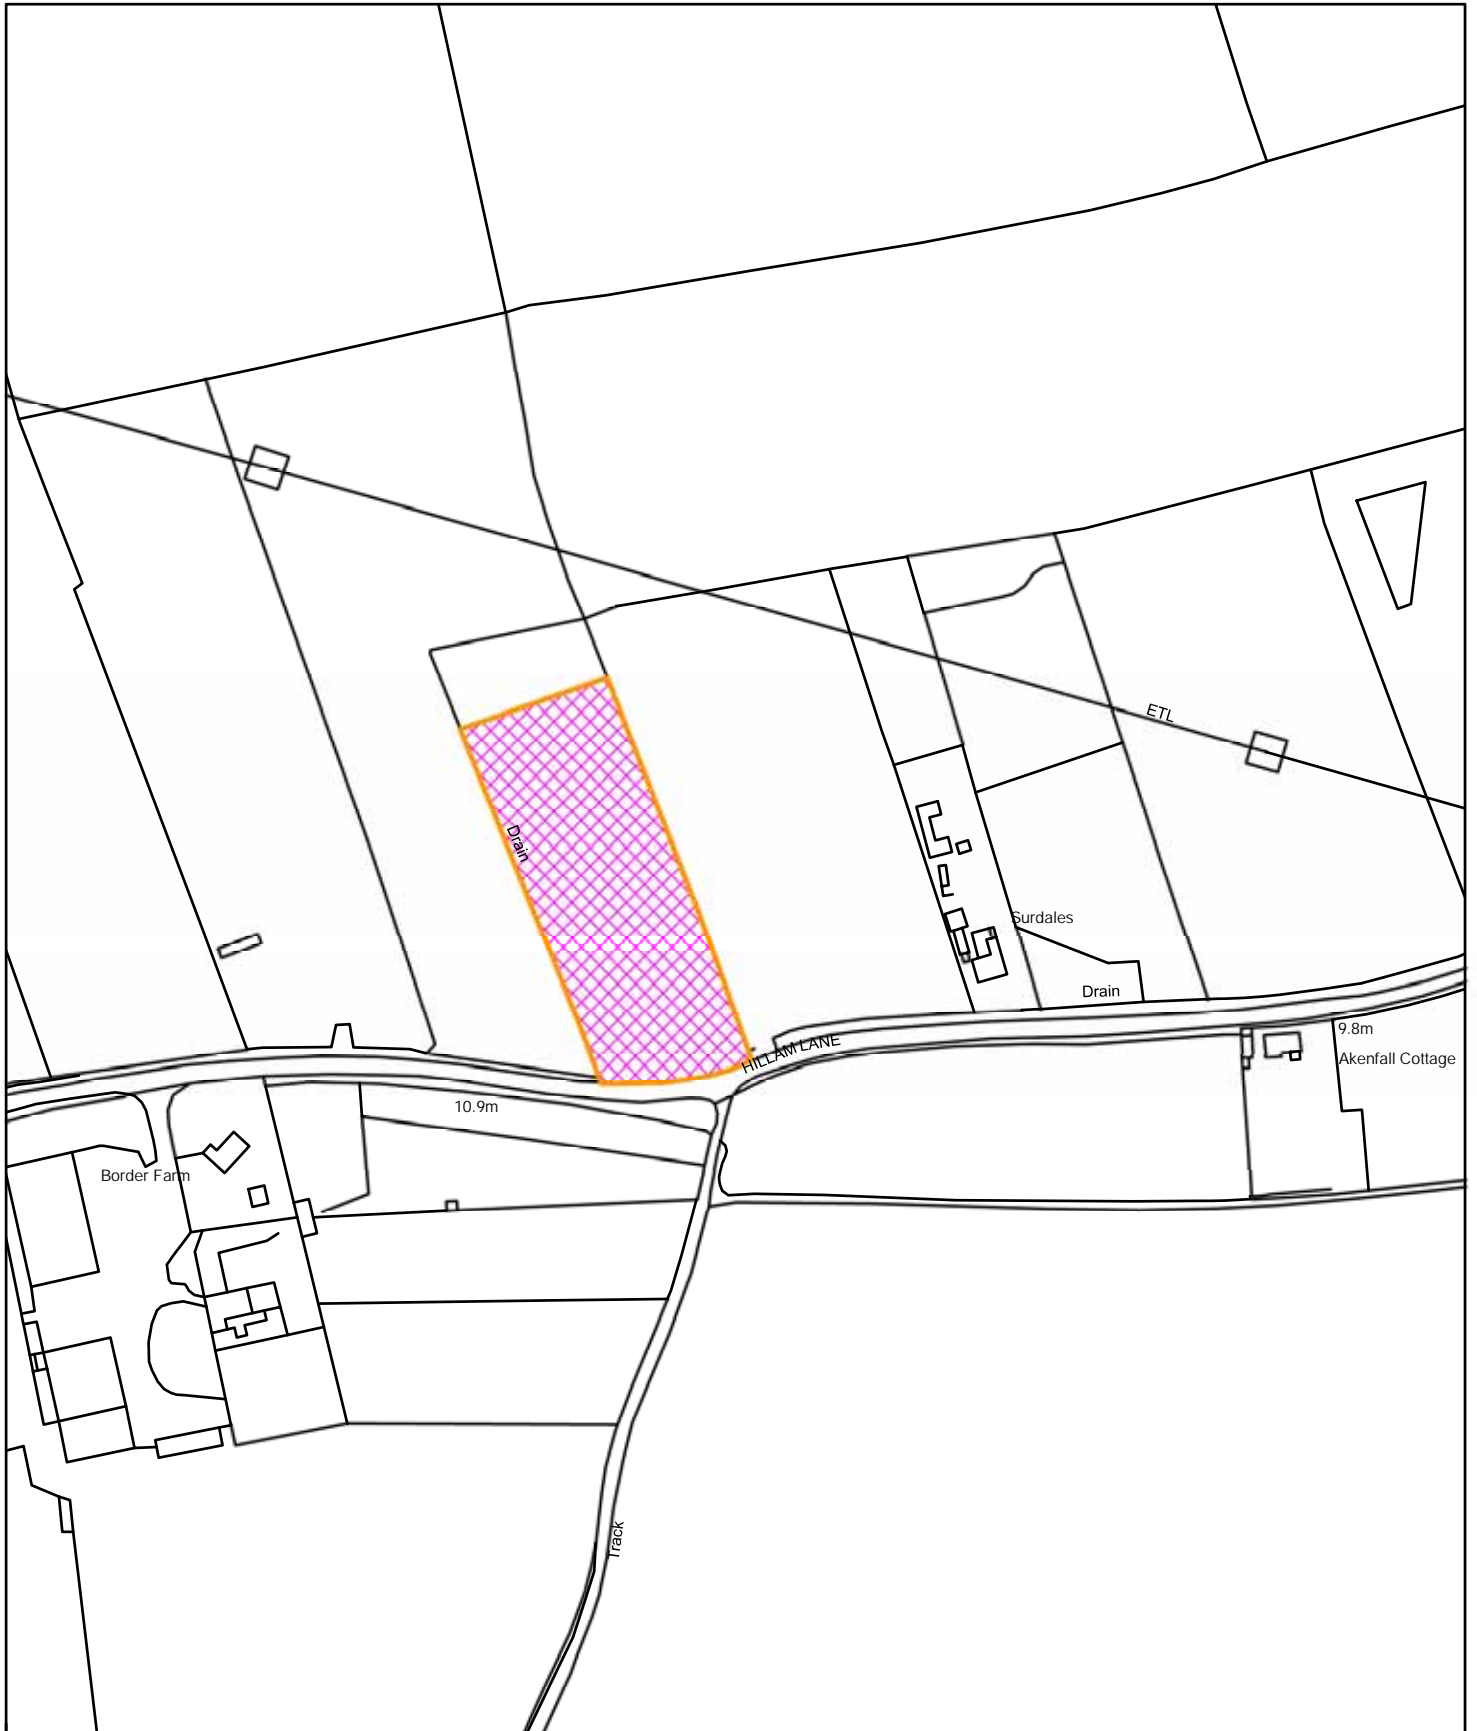 ETL
Drain
Surdales
Drain
HILLAM LANE
9.8m
Akenfall Cottage
10.9m
Border Farm
Track